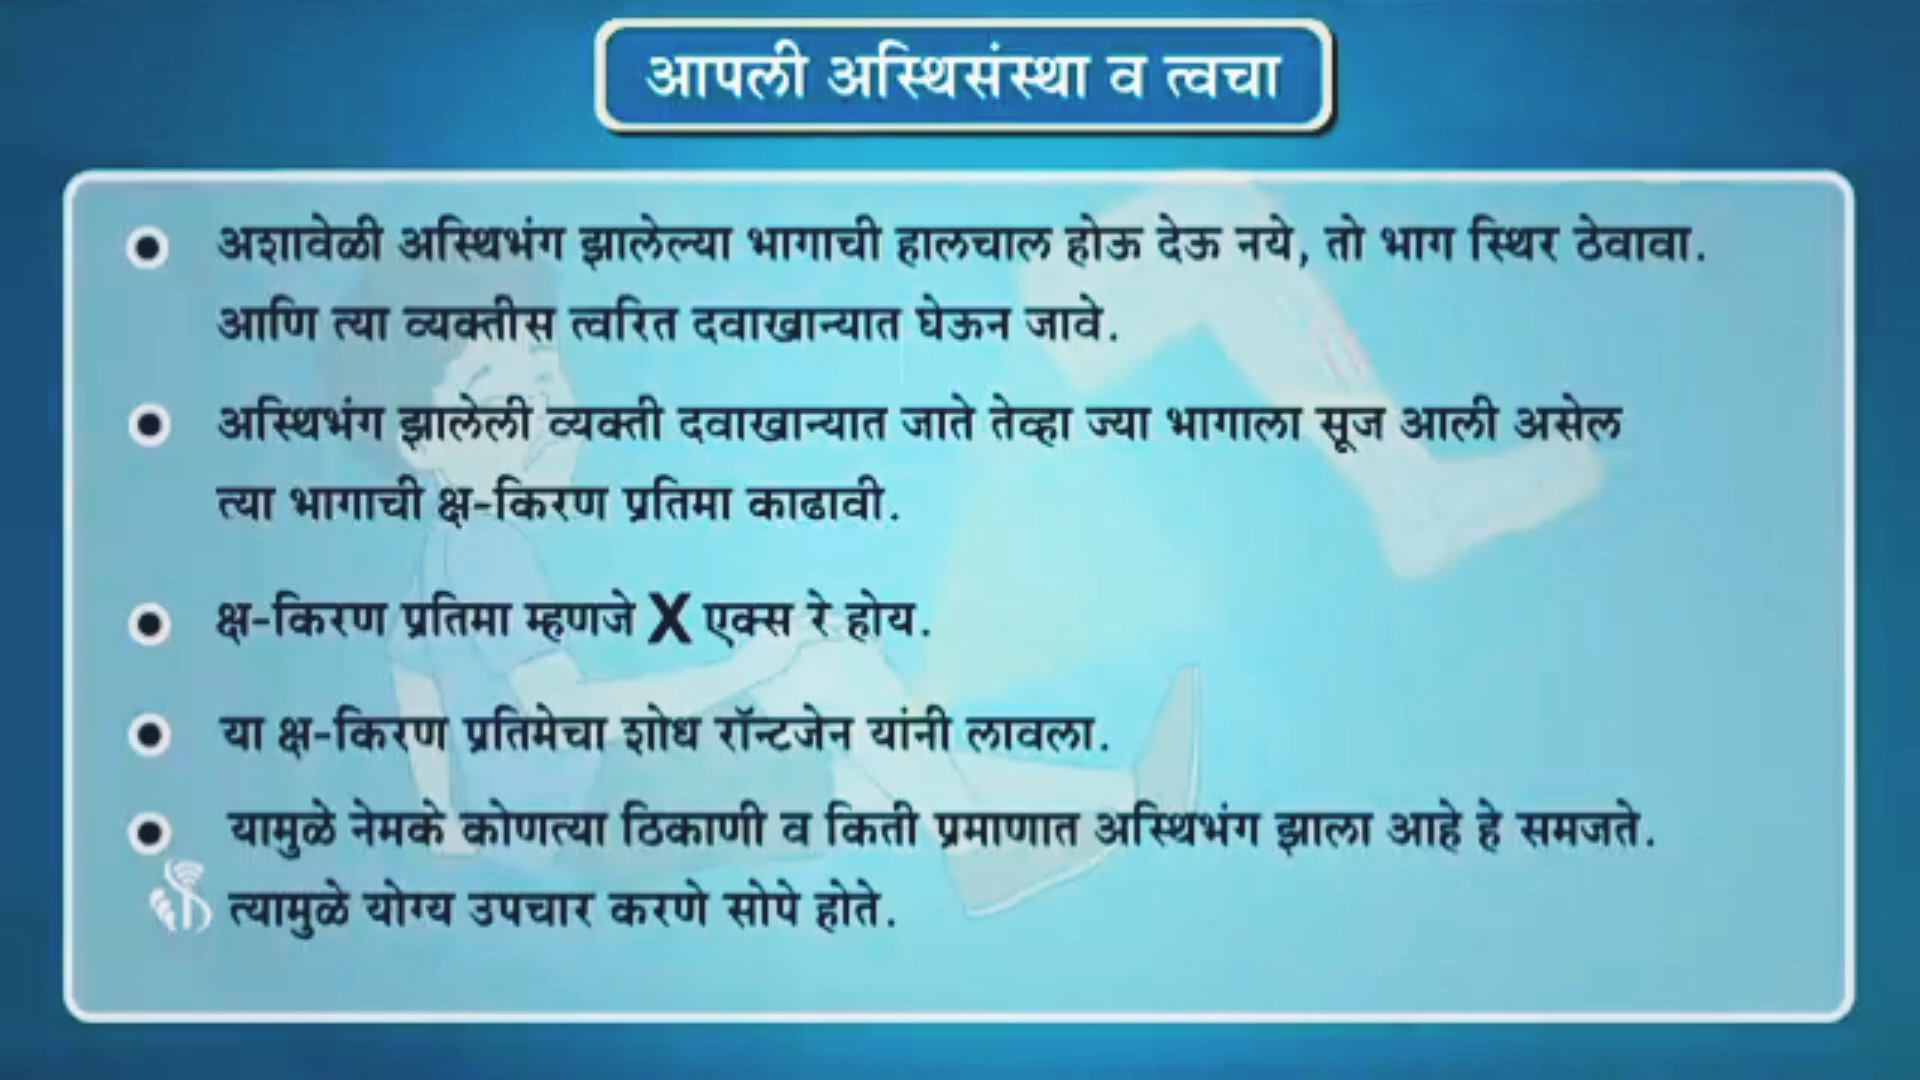 आपली अस्थिसंस्था व त्वचा
अशावेळी अस्थिभंग झालेल्या भागाची हालचाल होऊ देऊ नये, तो भाग स्थिर ठेवावा.
आणि त्या व्यक्तीस त्वरित दवाखान्यात घेऊन जावे.
अस्थिभंग झालेली व्यक्ती दवाखान्यात जाते तेव्हा ज्या भागाला सूज आली असेल
त्या भागाची क्ष-किरण प्रतिमा काढावी.
क्ष-किरण प्रतिमा म्हणजे X एक्स रे होय.
या क्ष-किरण प्रतिमेचा शोध रॉन्टजेन यांनी लावला.
यामुळे नेमके कोणत्या ठिकाणी व किती प्रमाणात अस्थिभंग झाला आहे हे समजते.
त्यामुळे योग्य उपचार करणे सोपे होते.